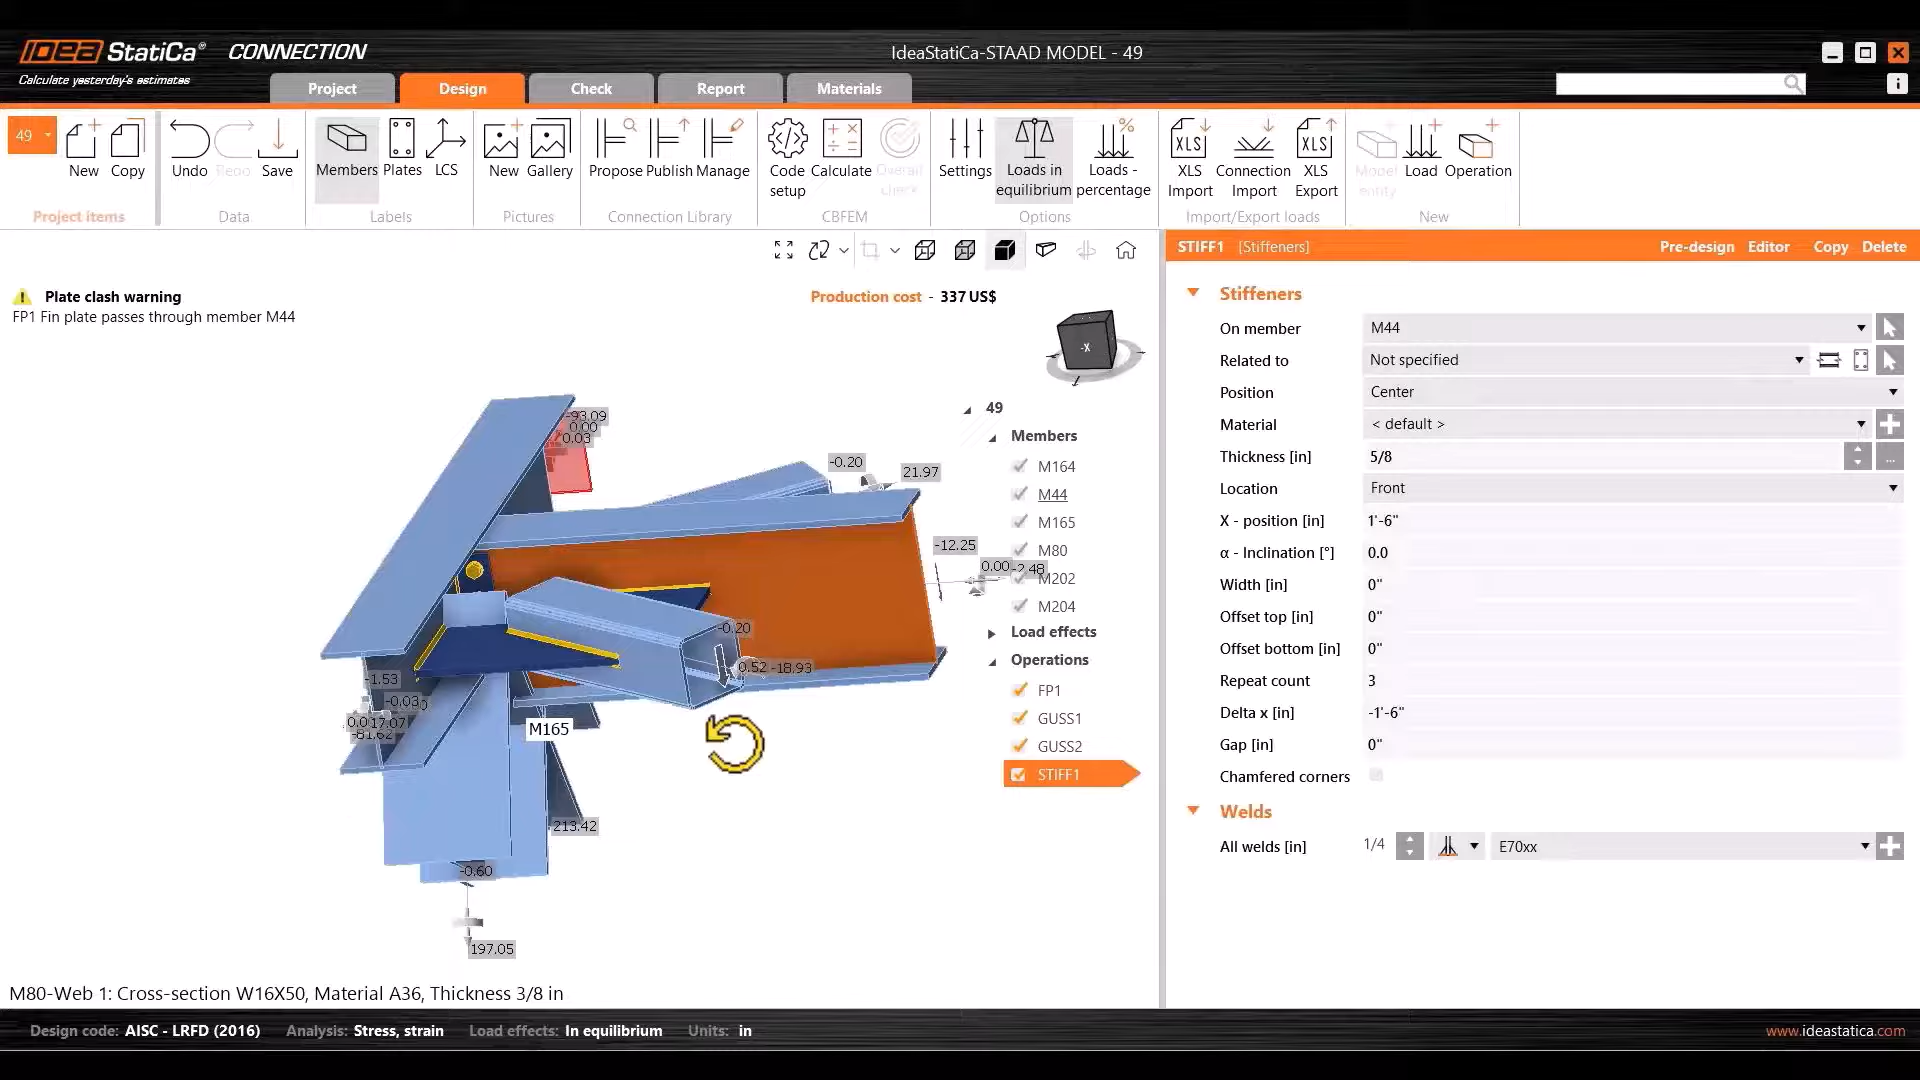 IDEA StatiCa® CONNECTION
Calculate yesterday's estimates
IdeaStatiCa-STAAD MODEL - 49
Project Design Check Report Materials
49
New Copy Undo Redo Save Members Plates LCS New Gallery Propose Publish Manage Code setup Calculate Overall check Settings Loads in equilibrium Loads - percentage XLS Import Connection Import XLS Export Model entity Load Operation
Project items Data Labels Pictures Connection Library CBFEM Options Import/Export loads New
Plate clash warning
FP1 Fin plate passes through member M44
Production cost - 337 US$
-X
-93.09
0.00
0.03
-0.20
21.97
-12.25
0.00
-2.48
-0.20
0.52 -18.93
-1.53
-0.03
17.07
-81.62
M165
213.42
-0.60
197.05
49
Members
M164
M44
M165
M80
M202
M204
Load effects
Operations
FP1
GUSS1
GUSS2
STIFF1
M80-Web 1: Cross-section W16X50, Material A36, Thickness 3/8 in
STIFF1 [Stiffeners] Pre-design Editor Copy Delete
Stiffeners
On member M44
Related to Not specified
Position Center
Material < default >
Thickness [in] 5/8
Location Front
X - position [in] 1'-6"
α - Inclination [°] 0.0
Width [in] 0"
Offset top [in] 0"
Offset bottom [in] 0"
Repeat count 3
Delta x [in] -1'-6"
Gap [in] 0"
Chamfered corners
Welds
All welds [in] 1/4 E70xx
Design code: AISC - LRFD (2016) Analysis: Stress, strain Load effects: In equilibrium Units: in
www.ideastatica.com